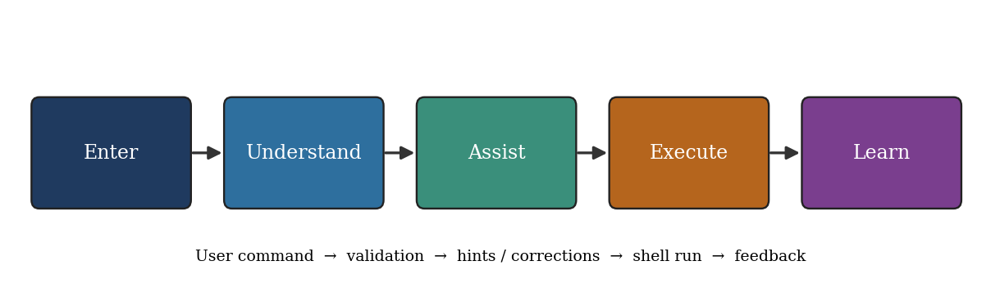 Enter
Understand
Assist
Execute
Learn
User command → validation → hints / corrections → shell run → feedback